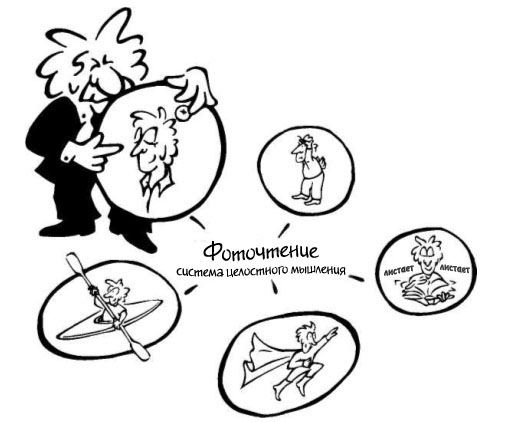 Фоточтение
система целостного мышления
листает листает